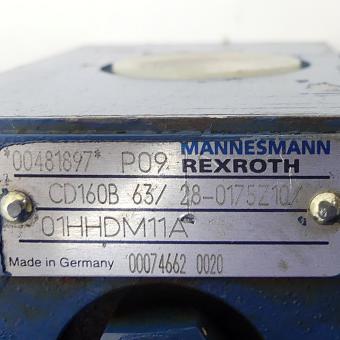 *00481897* P09 MANNESMANN
REXROTH
CD160B 63/ 28-0175Z10/
01HHDM11A
Made in Germany 00074662 0020